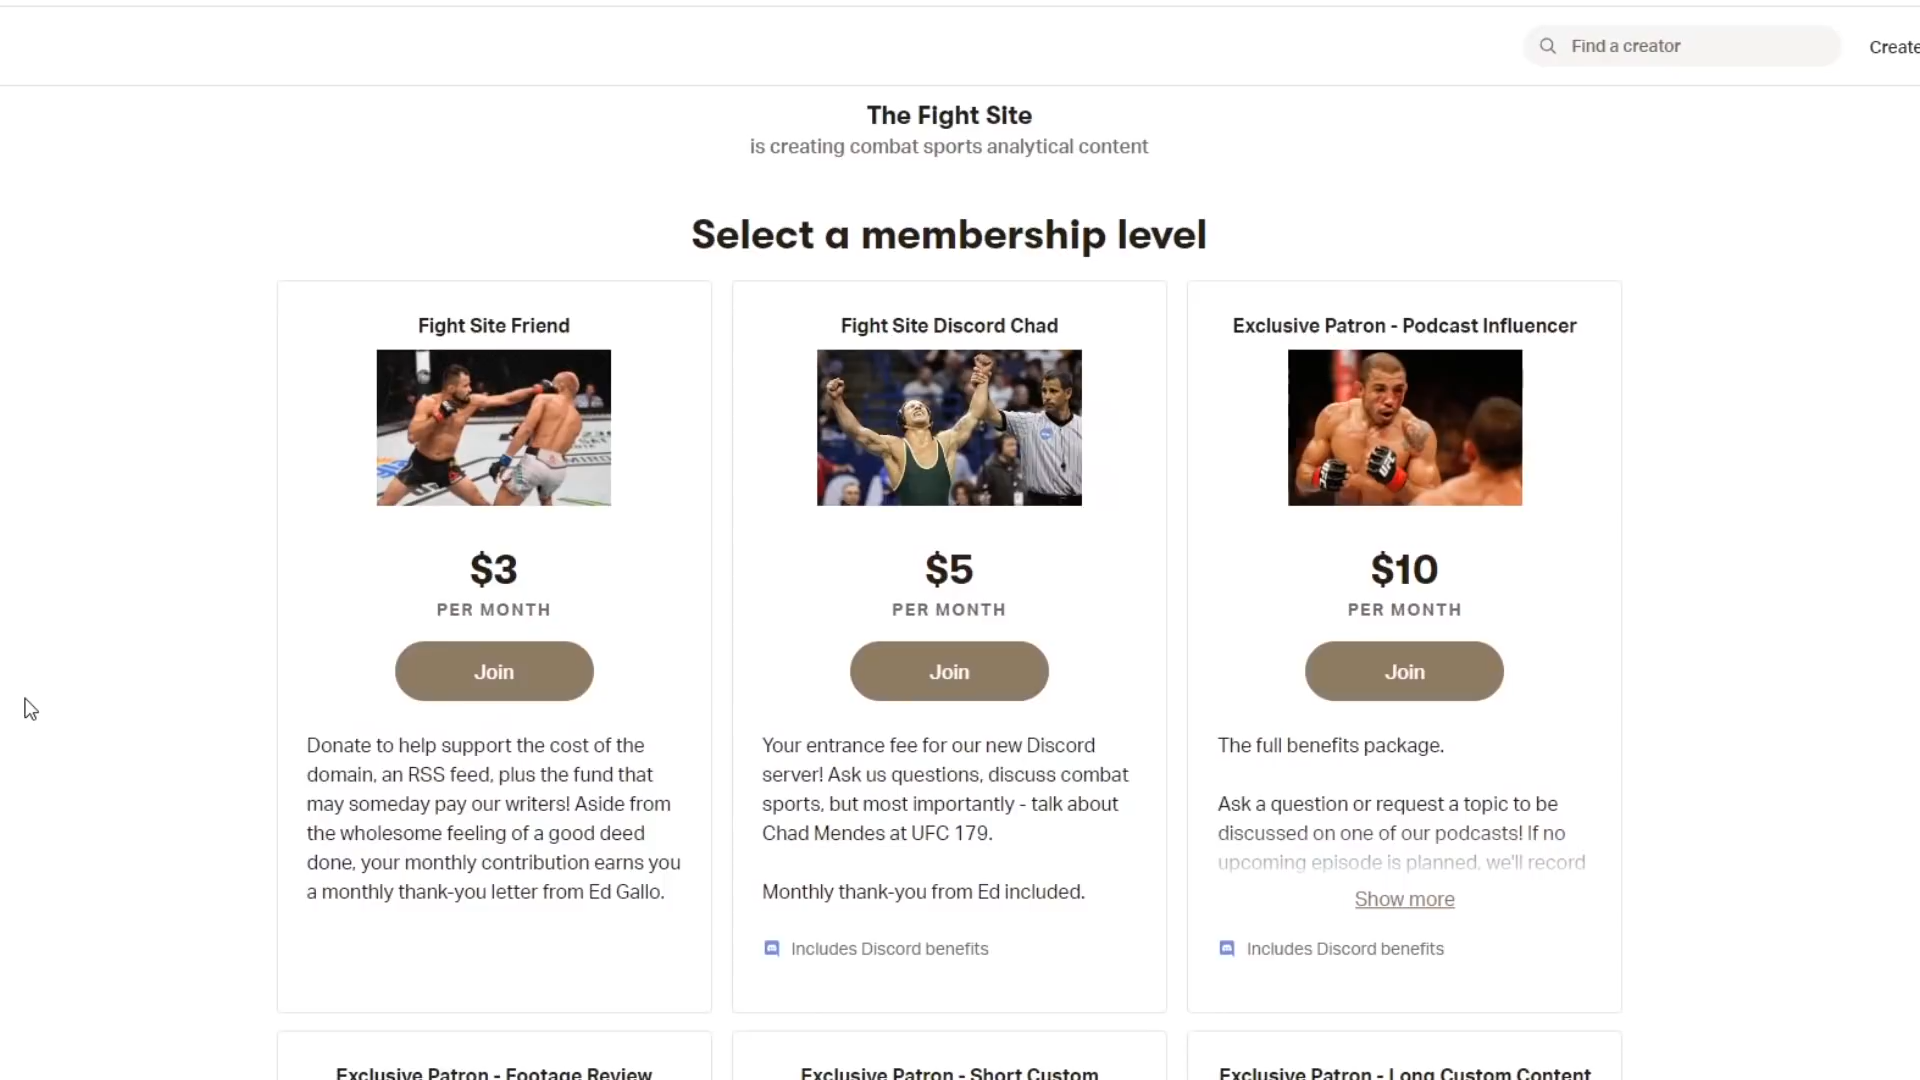 Find a creator
Create
The Fight Site
is creating combat sports analytical content
Select a membership level
Fight Site Friend
$3
PER MONTH
Join
Donate to help support the cost of the
domain, an RSS feed, plus the fund that
may someday pay our writers! Aside from
the wholesome feeling of a good deed
done, your monthly contribution earns you
a monthly thank-you letter from Ed Gallo.
Fight Site Discord Chad
$5
PER MONTH
Join
Your entrance fee for our new Discord
server! Ask us questions, discuss combat
sports, but most importantly - talk about
Chad Mendes at UFC 179.
Monthly thank-you from Ed included.
Includes Discord benefits
Exclusive Patron - Podcast Influencer
UFC
$10
PER MONTH
Join
The full benefits package.
Ask a question or request a topic to be
discussed on one of our podcasts! If no
upcoming episode is planned, we'll record
Show more
Includes Discord benefits
Exclusive Patron - Footage Review
Exclusive Patron - Short Custom
Exclusive Patron - Long Custom Content